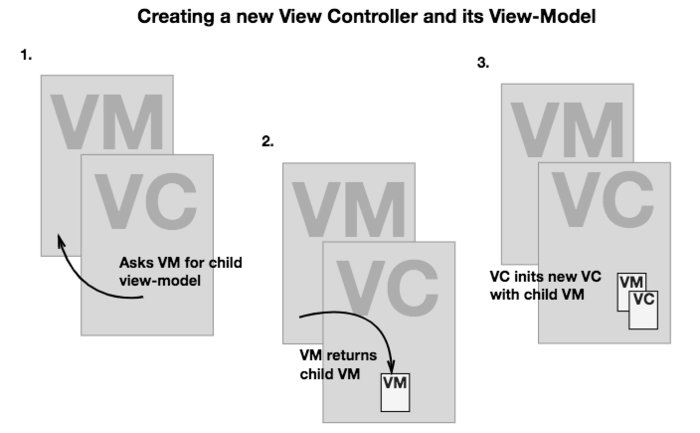 Creating a new View Controller and its View-Model
1.
VM
VC
Asks VM for child
view-model
2.
VM
VC
VM returns
child VM
VM
3.
VM
VC
VC inits new VC
with child VM
VM
VC